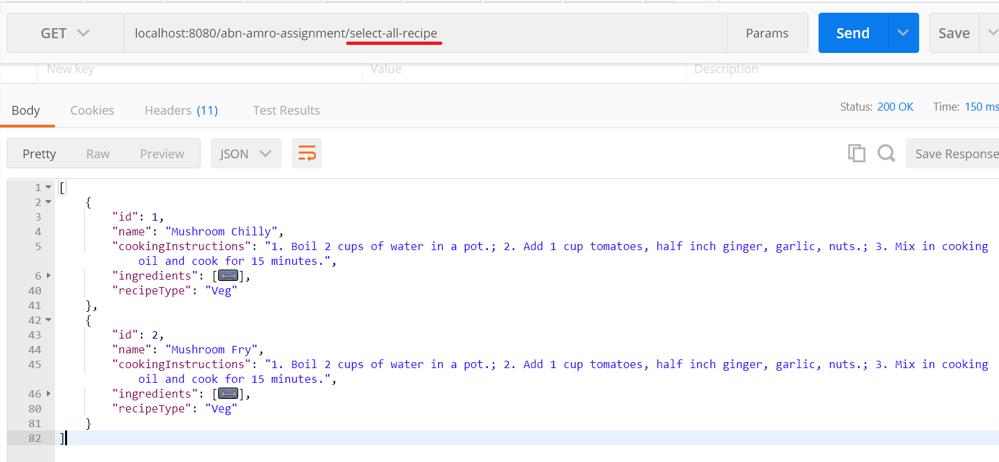 GET localhost:8080/abn-amro-assignment/select-all-recipe Params Send Save
New key Value Description
Body Cookies Headers (11) Test Results Status: 200 OK Time: 150 ms
Pretty Raw Preview JSON Save Response
1 [
2 {
3 "id": 1,
4 "name": "Mushroom Chilly",
5 "cookingInstructions": "1. Boil 2 cups of water in a pot.; 2. Add 1 cup tomatoes, half inch ginger, garlic, nuts.; 3. Mix in cooking
oil and cook for 15 minutes.",
6 "ingredients": [↔],
40 "recipeType": "Veg"
41 },
42 {
43 "id": 2,
44 "name": "Mushroom Fry",
45 "cookingInstructions": "1. Boil 2 cups of water in a pot.; 2. Add 1 cup tomatoes, half inch ginger, garlic, nuts.; 3. Mix in cooking
oil and cook for 15 minutes.",
46 "ingredients": [↔],
80 "recipeType": "Veg"
81 }
82 ]